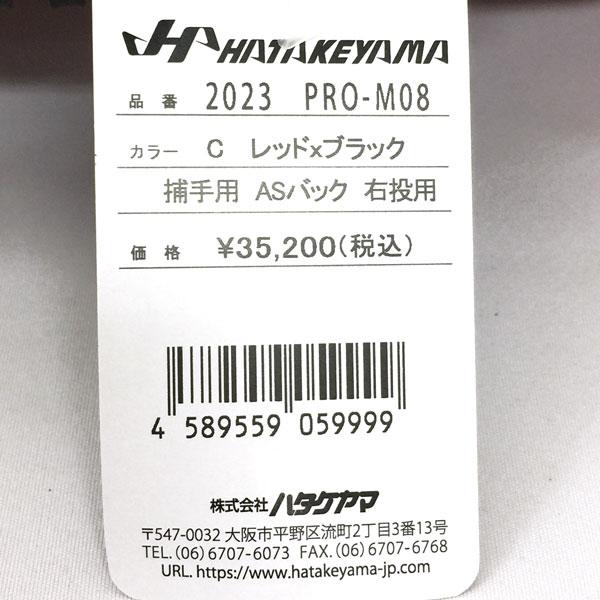 HATAKEYAMA
品番 2023 PRO-M08
カラー C レッドxブラック
捕手用 ASバック 右投用
価格 ¥35,200(税込)
4 589559 059999
株式会社 ハタケヤマ
〒547-0032 大阪市平野区流町2丁目3番13号
TEL.(06)6707-6073 FAX.(06)6707-6768
URL. https://www.hatakeyama-jp.com